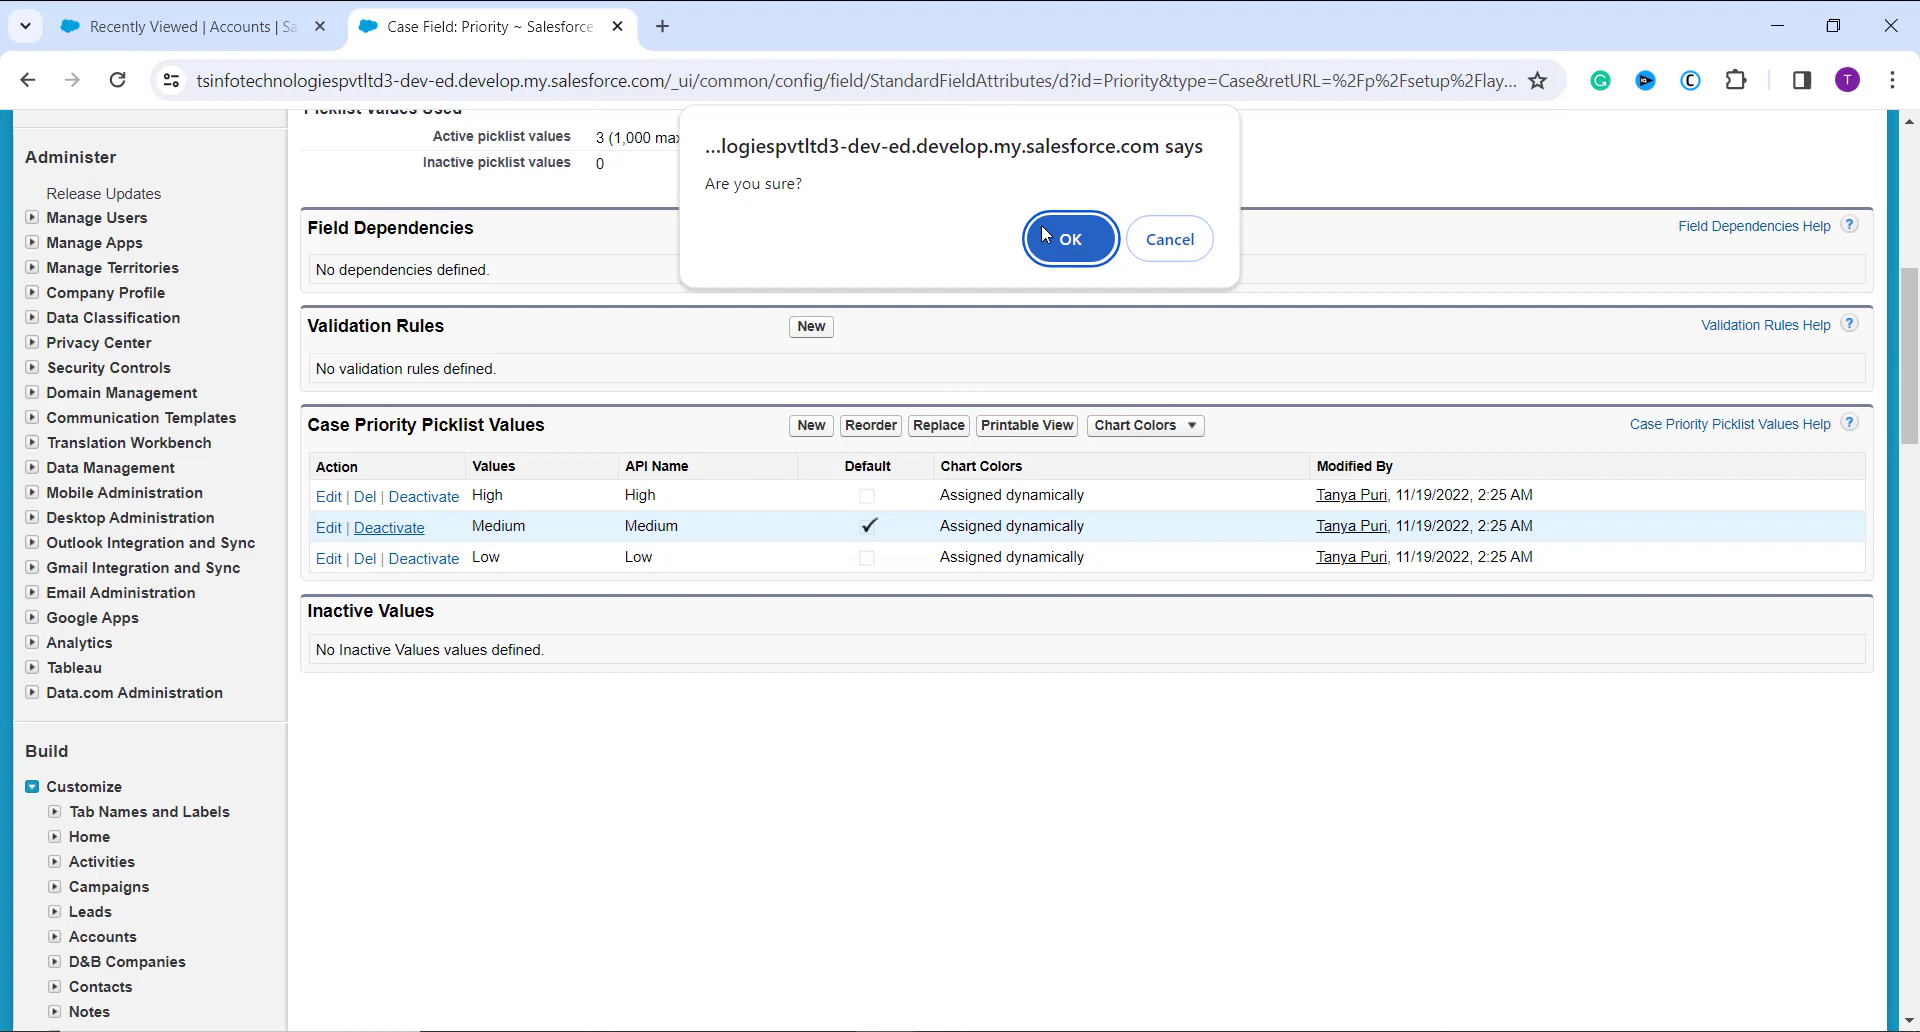 Recently Viewed | Accounts | Sa
Case Field: Priority ~ Salesforce
tsinfotechnologiespvtltd3-dev-ed.develop.my.salesforce.com/_ui/common/config/field/StandardFieldAttributes/d?id=Priority&type=Case&retURL=%2Fp%2Fsetup%2Flay...
T
Picklist Values Used
Active picklist values 3 (1,000 max
Inactive picklist values 0
...logiespvtltd3-dev-ed.develop.my.salesforce.com says
Are you sure?
OK Cancel
Administer
Release Updates
Manage Users
Manage Apps
Manage Territories
Company Profile
Data Classification
Privacy Center
Security Controls
Domain Management
Communication Templates
Translation Workbench
Data Management
Mobile Administration
Desktop Administration
Outlook Integration and Sync
Gmail Integration and Sync
Email Administration
Google Apps
Analytics
Tableau
Data.com Administration
Build
Customize
Tab Names and Labels
Home
Activities
Campaigns
Leads
Accounts
D&B Companies
Contacts
Notes
Field Dependencies Field Dependencies Help ?
No dependencies defined.
Validation Rules New Validation Rules Help ?
No validation rules defined.
Case Priority Picklist Values New Reorder Replace Printable View Chart Colors Case Priority Picklist Values Help ?
Action Values API Name Default Chart Colors Modified By
Edit | Del | Deactivate High High Assigned dynamically Tanya Puri, 11/19/2022, 2:25 AM
Edit | Deactivate Medium Medium Assigned dynamically Tanya Puri, 11/19/2022, 2:25 AM
Edit | Del | Deactivate Low Low Assigned dynamically Tanya Puri, 11/19/2022, 2:25 AM
Inactive Values
No Inactive Values values defined.